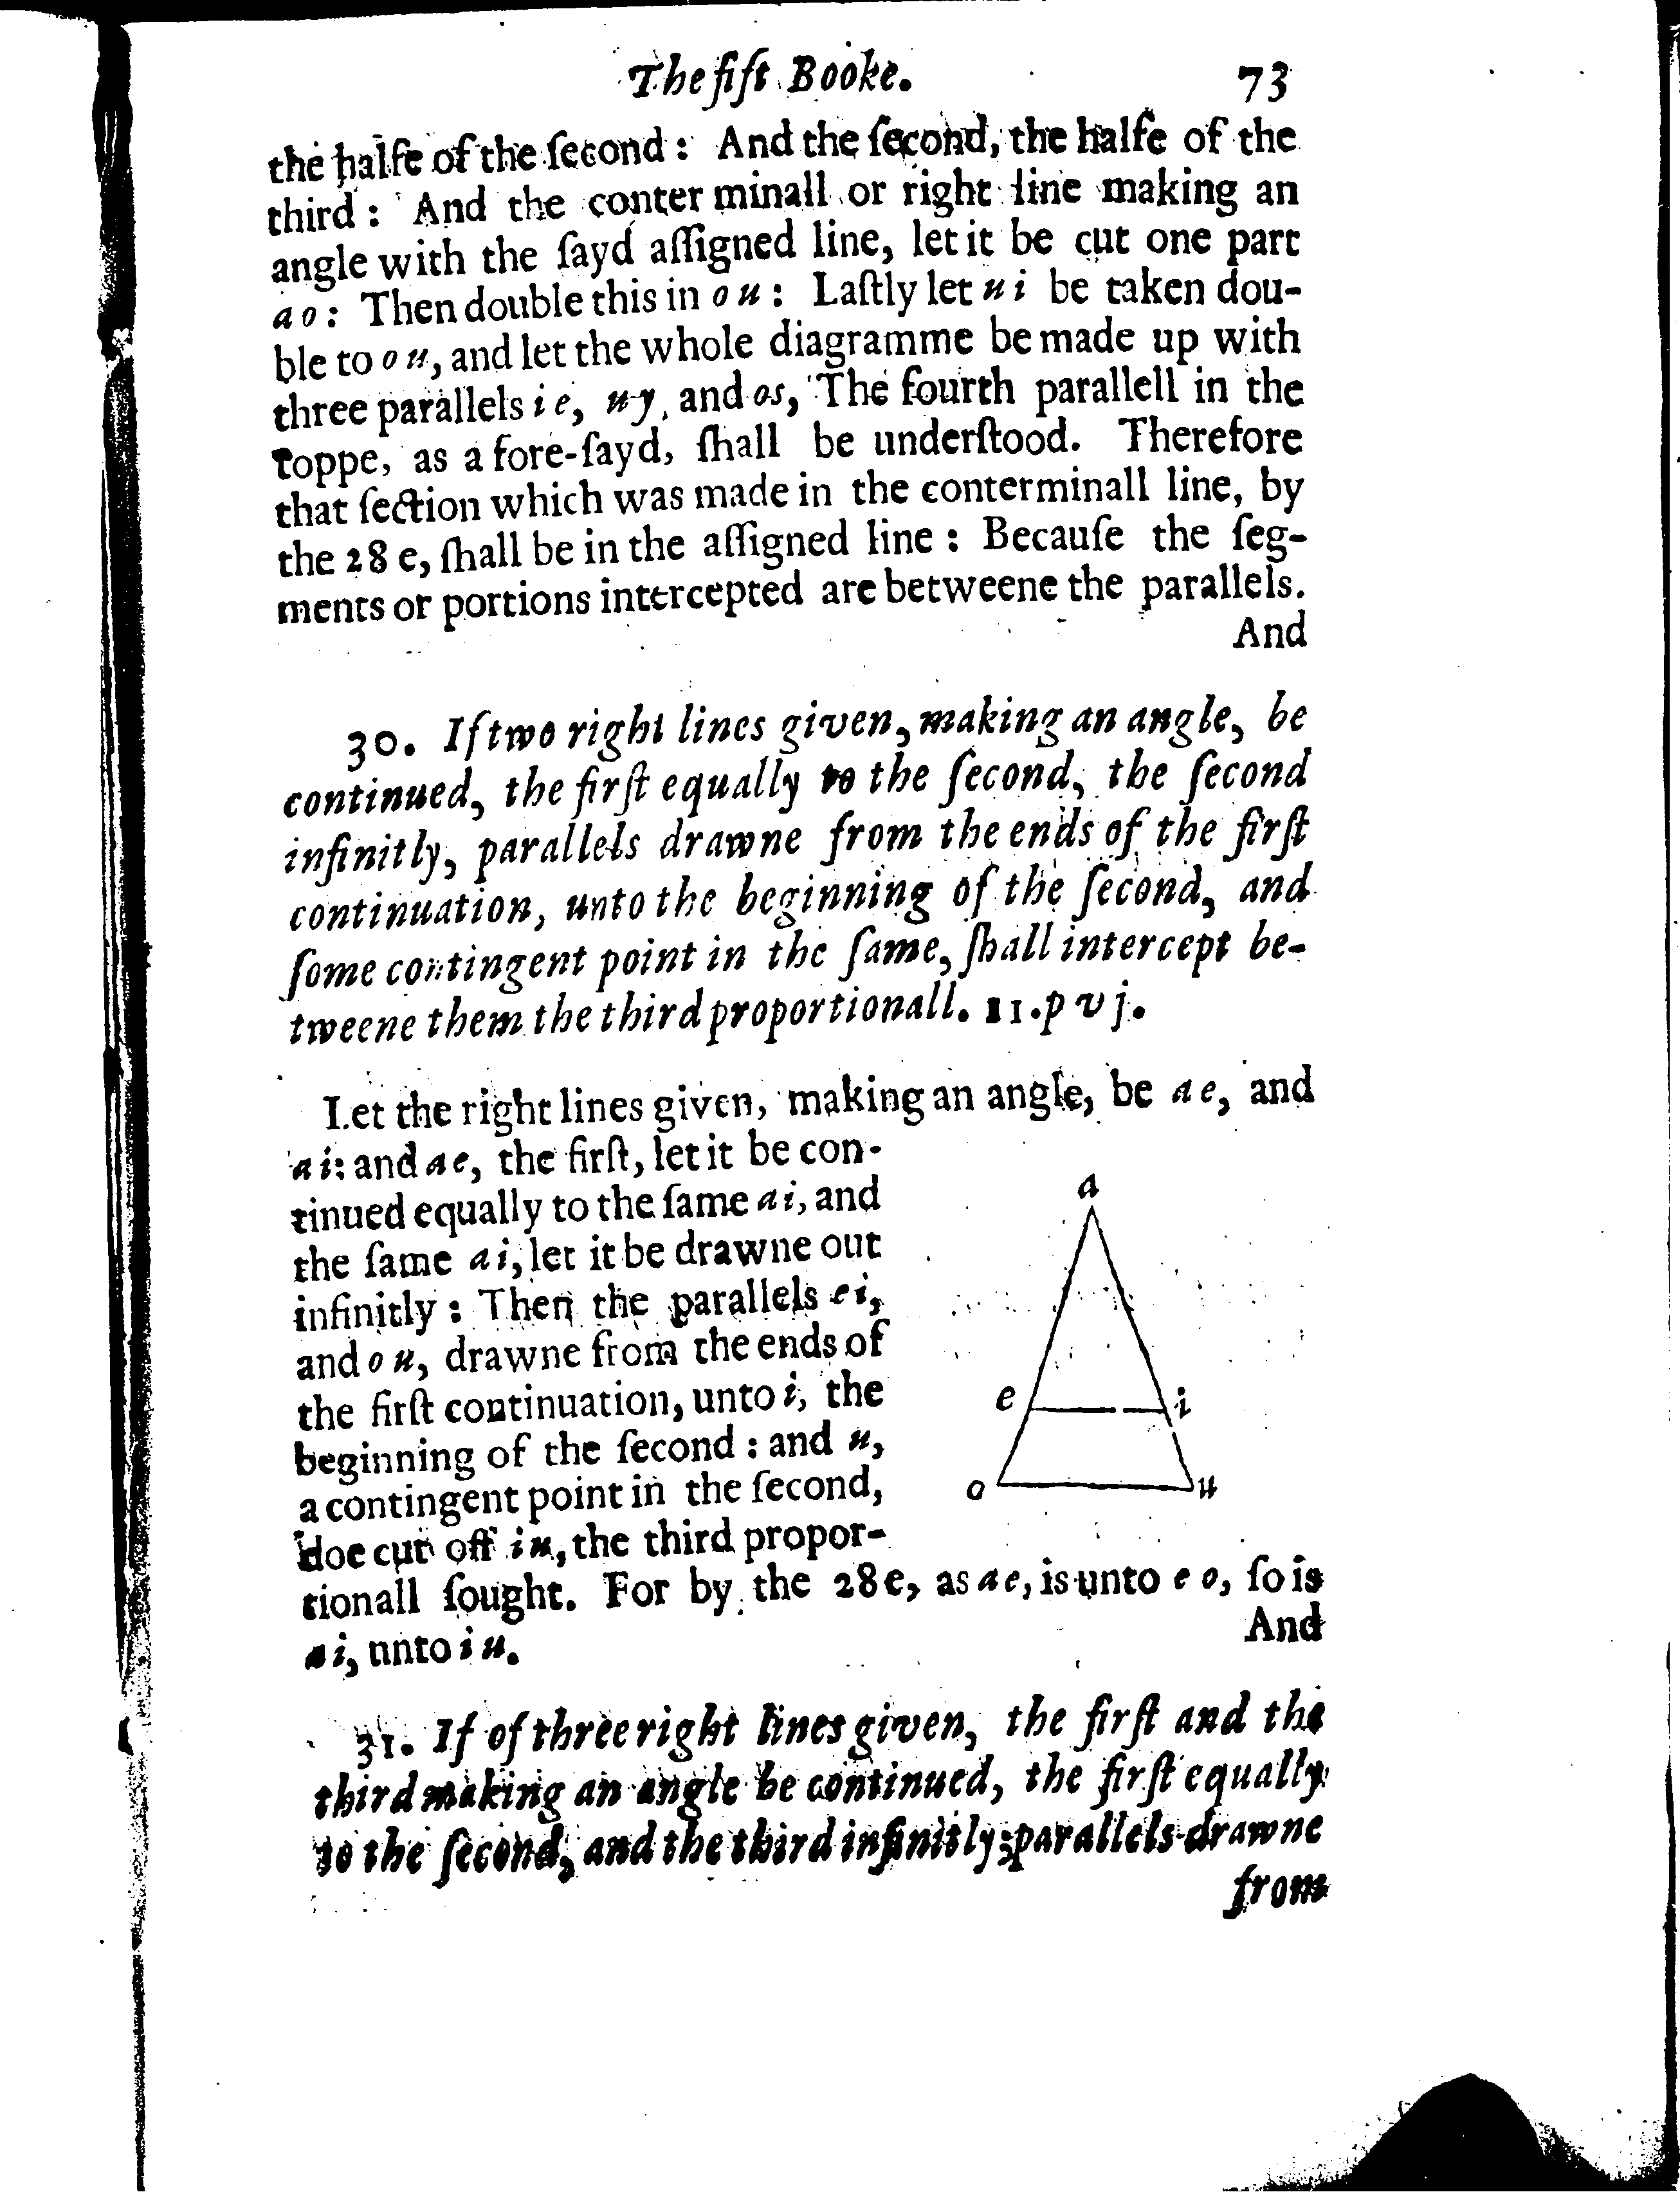 The fift Booke. 73
the halfe of the ſecond: And the ſecond, the halfe of the
third: And the conter minall or right line making an
angle with the ſayd aſſigned line, let it be cut one part
a o: Then double this in o u: Laſtly let u i be taken dou-
ble to o u, and let the whole diagramme be made up with
three parallels i e, u y, and os, The fourth parallell in the
toppe, as a fore-ſayd, ſhall be underſtood. Therefore
that ſection which was made in the conterminall line, by
the 28 e, ſhall be in the aſſigned line: Becauſe the ſeg-
ments or portions intercepted are betweene the parallels.
And
30. If two right lines given, making an angle, be
continued, the firſt equally to the ſecond, the ſecond
infinitly, parallels drawne from the ends of the firſt
continuation, unto the beginning of the ſecond, and
ſome contingent point in the ſame, ſhall intercept be-
tweene them the third proportionall. 11.p v j.
Let the right lines given, making an angle, be a e, and
a i: and a e, the firſt, let it be con-
tinued equally to the ſame a i, and
the ſame a i, let it be drawne out
infinitly: Then the parallels e i,
and o u, drawne from the ends of
the firſt continuation, unto i, the
beginning of the ſecond: and u,
a contingent point in the ſecond,
doe cut off i u, the third propor-
tionall ſought. For by the 28 e, as a e, is unto e o, ſo is
a i, unto i u.
And
a
e
i
o
u
31. If of three right lines given, the firſt and the
third making an angle be continued, the firſt equally
to the ſecond, and the third infinitly; parallels drawne
from